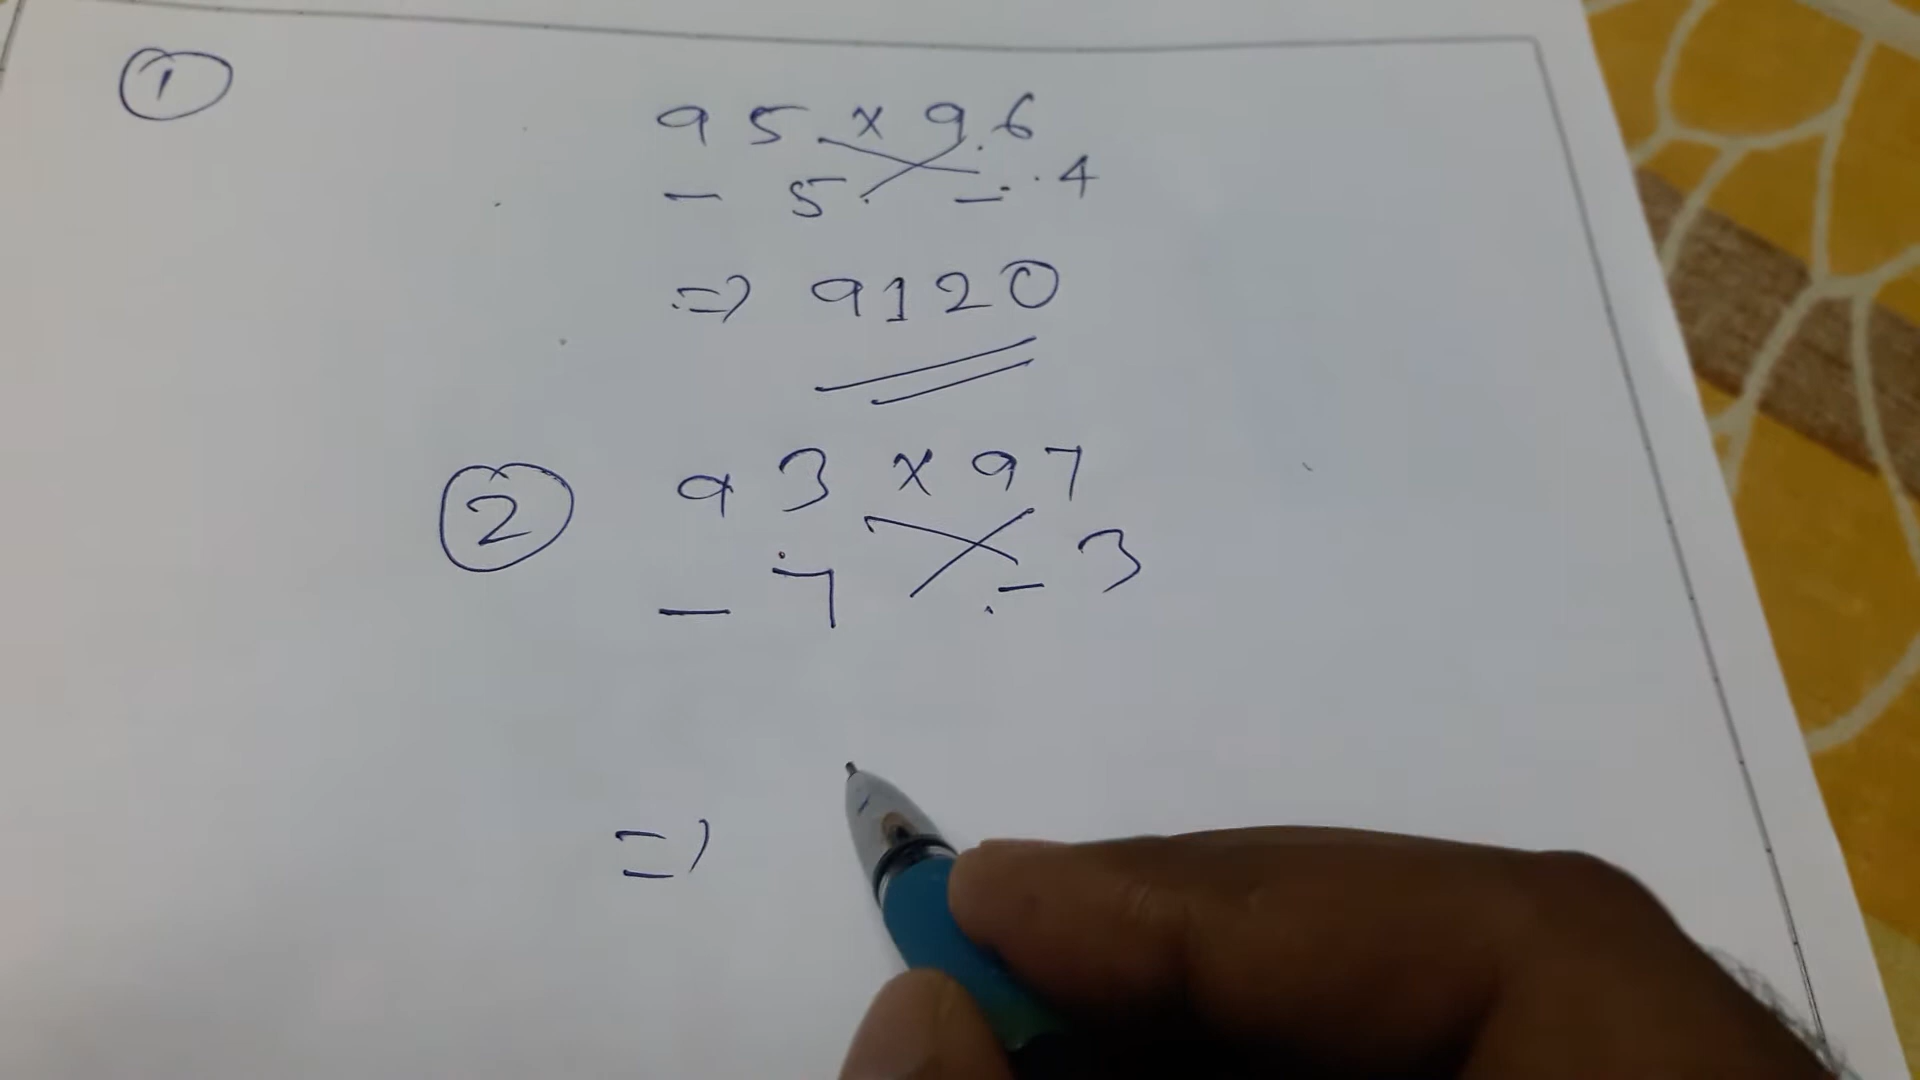 ① 95 × 96
- 5 - 4
=> 9120
② 93 × 97
- 7 - 3
=>